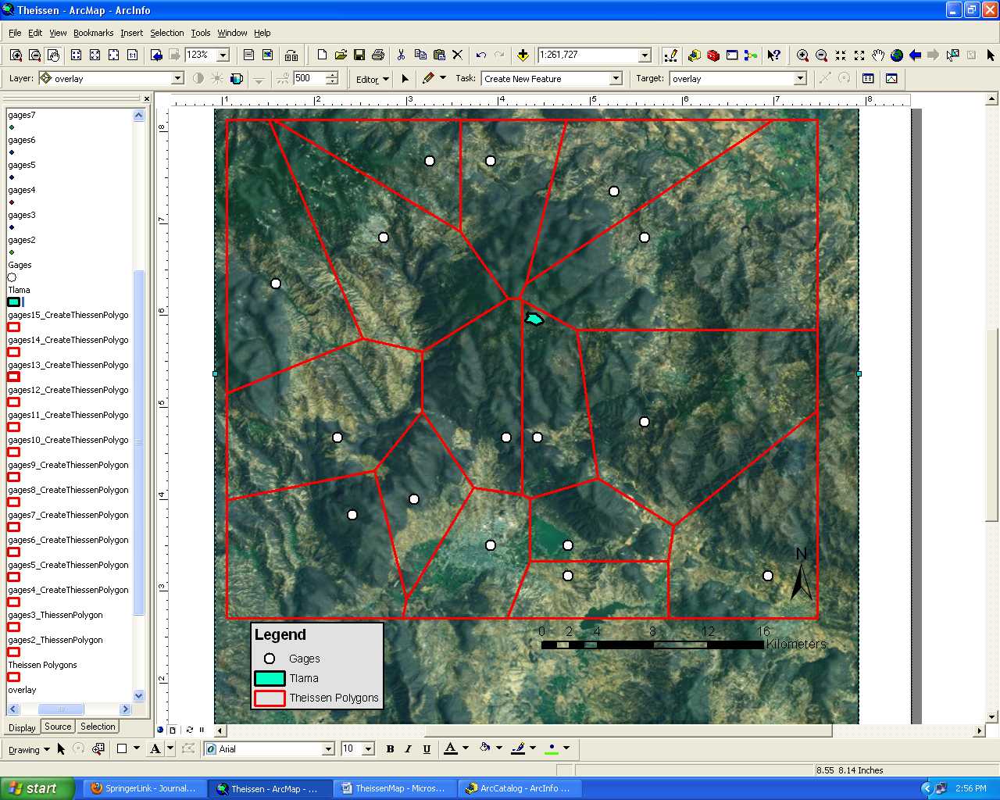 Theissen - ArcMap - ArcInfo
File Edit View Bookmarks Insert Selection Tools Window Help
123% 1:1 1:261,727
Layer: overlay 500 Editor Task: Create New Feature Target: overlay
1 2 3 4 5 6 7 8
8
7
6
5
4
3
2
gages7
gages6
gages5
gages4
gages3
gages2
Gages
Tlama
gages15_CreateThiessenPolygo
gages14_CreateThiessenPolygo
gages13_CreateThiessenPolygo
gages12_CreateThiessenPolygo
gages11_CreateThiessenPolygo
gages10_CreateThiessenPolygo
gages9_CreateThiessenPolygon
gages8_CreateThiessenPolygon
gages7_CreateThiessenPolygon
gages6_CreateThiessenPolygon
gages5_CreateThiessenPolygon
gages4_CreateThiessenPolygon
gages3_ThiessenPolygon
gages2_ThiessenPolygon
Theissen Polygons
overlay
Display Source Selection
N
0 2 4 8 12 16
Kilometers
Legend
Gages
Tlama
Theissen Polygons
Drawing A Arial 10 B I U A
8.55 8.14 Inches
start SpringerLink - Journal... Theissen - ArcMap - ... TheissenMap - Micros... ArcCatalog - ArcInfo ... 2:56 PM